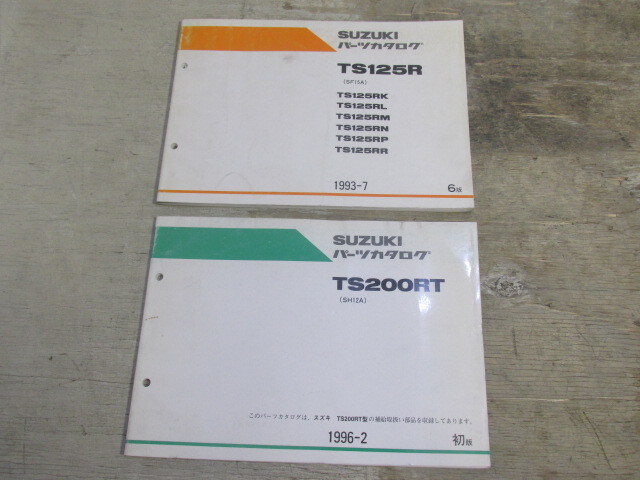 SUZUKI
パーツカタログ
TS125R
(SF15A)
TS125RK
TS125RL
TS125RM
TS125RN
TS125RP
TS125RR
1993-7
6版
SUZUKI
パーツカタログ
TS200RT
(SH12A)
このパーツカタログは、スズキ TS200RT型の補給取扱い部品を収録してあります。
1996-2
初版